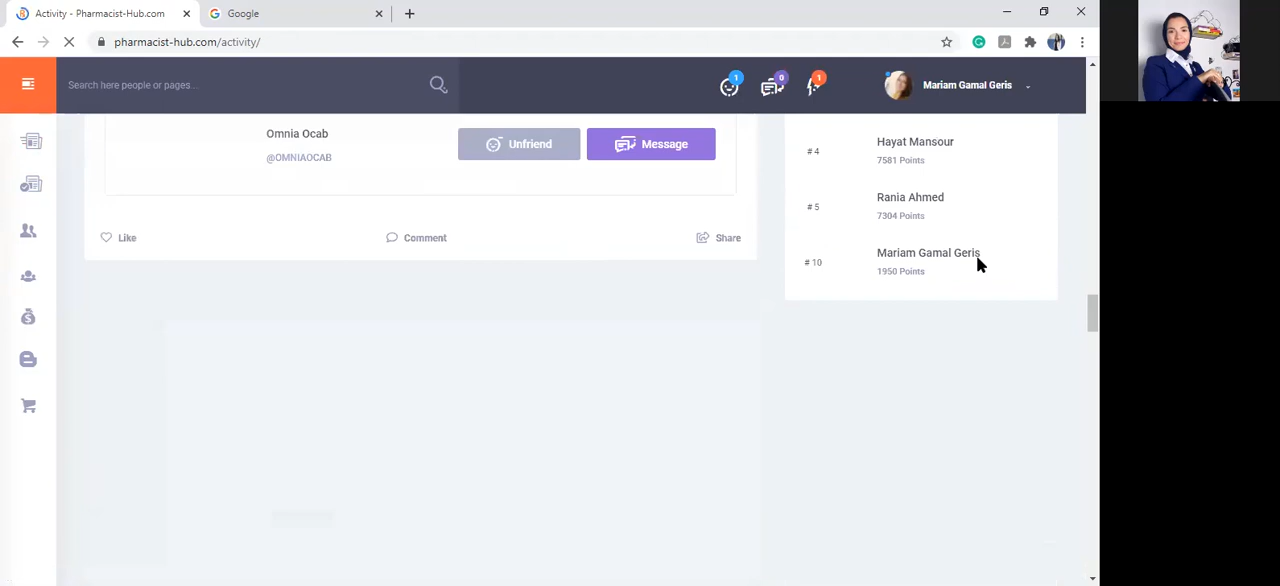 Activity - Pharmacist-Hub.com
Google
pharmacist-hub.com/activity/
Search here people or pages...
1
0
1
Mariam Gamal Geris
Omnia Ocab
@OMNIAOCAB
Unfriend
Message
Like
Comment
Share
# 4
Hayat Mansour
7581 Points
# 5
Rania Ahmed
7304 Points
# 10
Mariam Gamal Geris
1950 Points